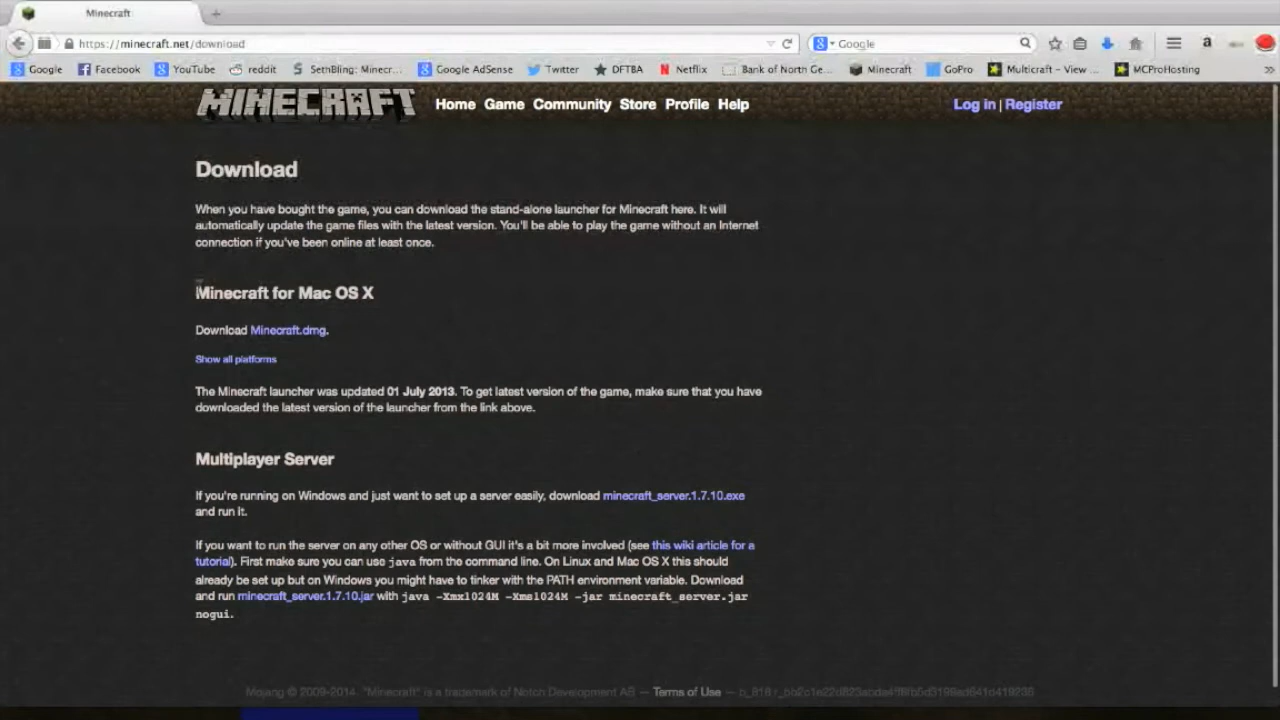 Minecraft
https://minecraft.net/download
Google
Google Facebook YouTube reddit SethBling: Minecr... Google AdSense Twitter DFTBA Netflix Bank of North Ge... Minecraft GoPro Multicraft – View ... MCProHosting
MINECRAFT Home Game Community Store Profile Help Log in | Register
Download
When you have bought the game, you can download the stand-alone launcher for Minecraft here. It will
automatically update the game files with the latest version. You'll be able to play the game without an Internet
connection if you've been online at least once.
Minecraft for Mac OS X
Download Minecraft.dmg.
Show all platforms
The Minecraft launcher was updated 01 July 2013. To get latest version of the game, make sure that you have
downloaded the latest version of the launcher from the link above.
Multiplayer Server
If you're running on Windows and just want to set up a server easily, download minecraft_server.1.7.10.exe
and run it.
If you want to run the server on any other OS or without GUI it's a bit more involved (see this wiki article for a
tutorial). First make sure you can use java from the command line. On Linux and Mac OS X this should
already be set up but on Windows you might have to tinker with the PATH environment variable. Download
and run minecraft_server.1.7.10.jar with java -Xmx1024M -Xms1024M -jar minecraft_server.jar
nogui.
Mojang © 2009-2014. "Minecraft" is a trademark of Notch Development AB — Terms of Use —